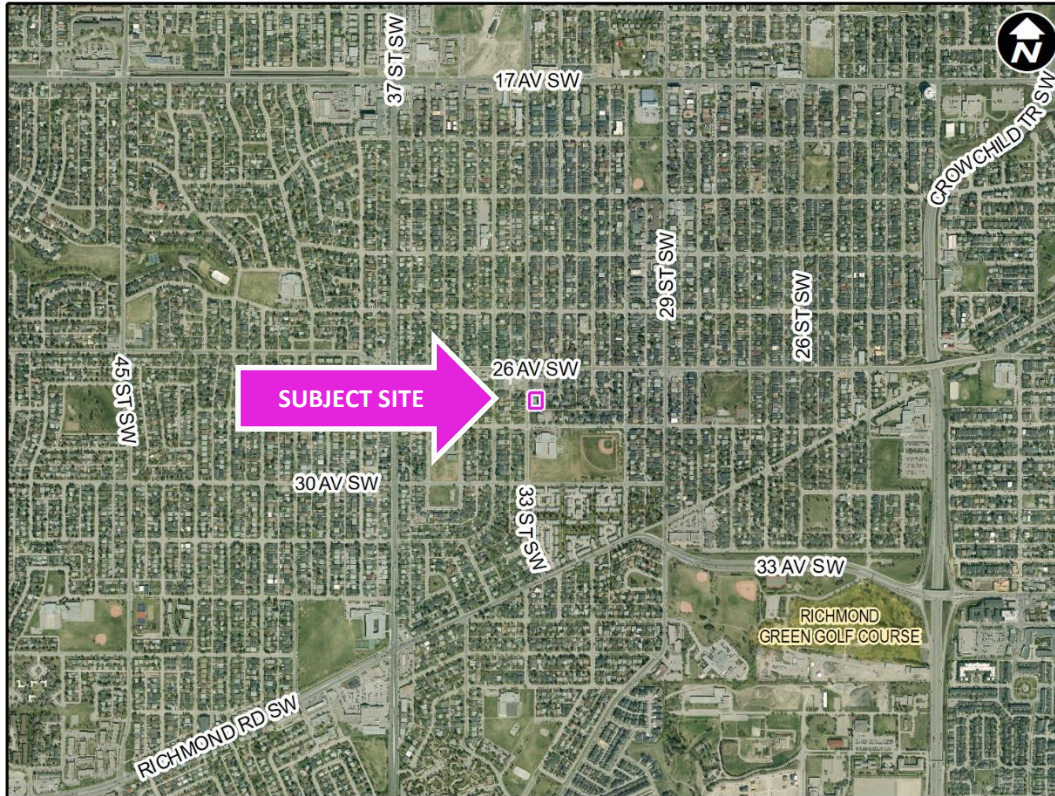 N
37 ST SW
17 AV SW
CROWCHILD TR SW
29 ST SW
26 ST SW
26 AV SW
45 ST SW
SUBJECT SITE
30 AV SW
33 ST SW
33 AV SW
RICHMOND
GREEN GOLF COURSE
RICHMOND RD SW